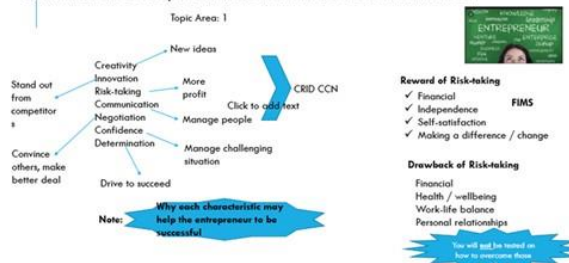 Topic Area: 1
New ideas
Creativity
Innovation
Risk-taking
Communication
Negotiation
Confidence
Determination
Stand out
from
competitor
s
More
profit
Manage people
Convince
others, make
better deal
Manage challenging
situation
Drive to succeed
CRID CCN
Click to add text
Note:
Why each characteristic may
help the entrepreneur to be
successful
KNOWLEDGE
ENTREPRENEUR
Reward of Risk-taking
✓ Financial
✓ Independence
✓ Self-satisfaction
✓ Making a difference / change
FIMS
Drawback of Risk-taking
Financial
Health / wellbeing
Work-life balance
Personal relationships
You will not be tested on
how to overcome those